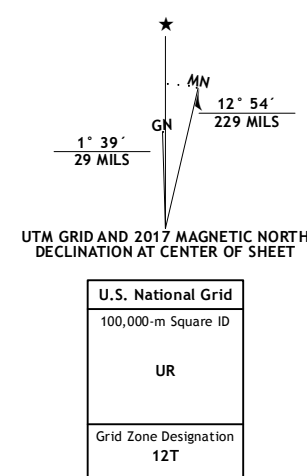 ★
MN
12° 54´
229 MILS
GN
1° 39´
29 MILS
UTM GRID AND 2017 MAGNETIC NORTH
DECLINATION AT CENTER OF SHEET
U.S. National Grid
100,000-m Square ID
UR
Grid Zone Designation
12T